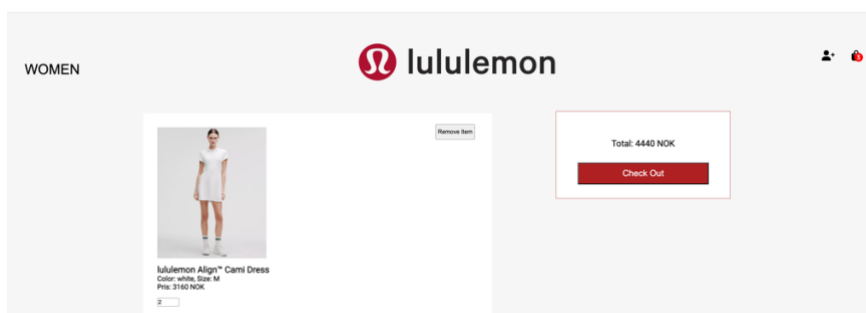 WOMEN
lululemon
Remove Item
lululemon Align™ Cami Dress
Color: white, Size: M
Pris: 3160 NOK
2
Total: 4440 NOK
Check Out